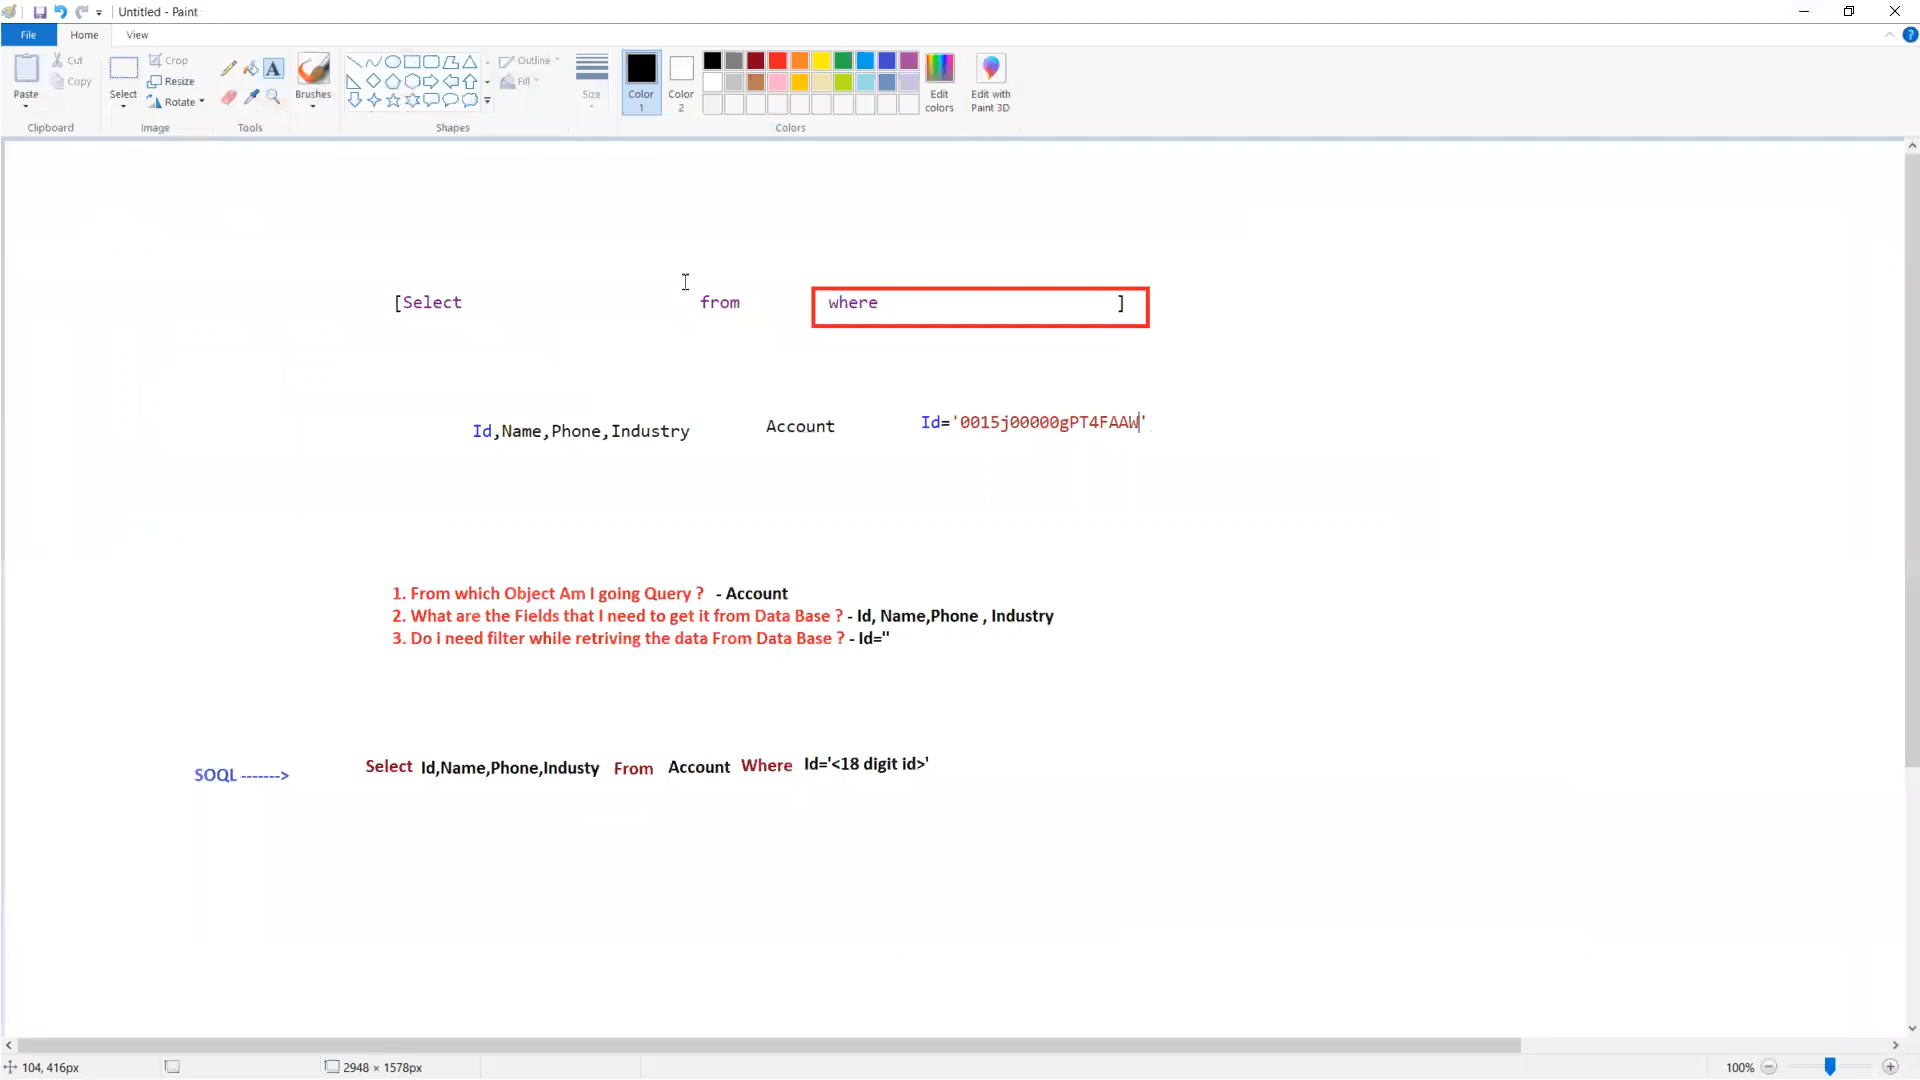 Untitled - Paint
File Home View
Paste Cut Copy Clipboard
Select Crop Resize Rotate Image
Tools
Brushes
Outline Fill Shapes
Size
Color 1 Color 2 Edit colors Colors
Edit with Paint 3D
[Select from where ]
Id,Name,Phone,Industry Account Id='0015j00000gPT4FAAW'
1. From which Object Am I going Query ? - Account
2. What are the Fields that I need to get it from Data Base ? - Id, Name,Phone , Industry
3. Do i need filter while retriving the data From Data Base ? - Id=''
SOQL -------> Select Id,Name,Phone,Industy From Account Where Id='<18 digit id>'
104, 416px 2948 × 1578px 100%